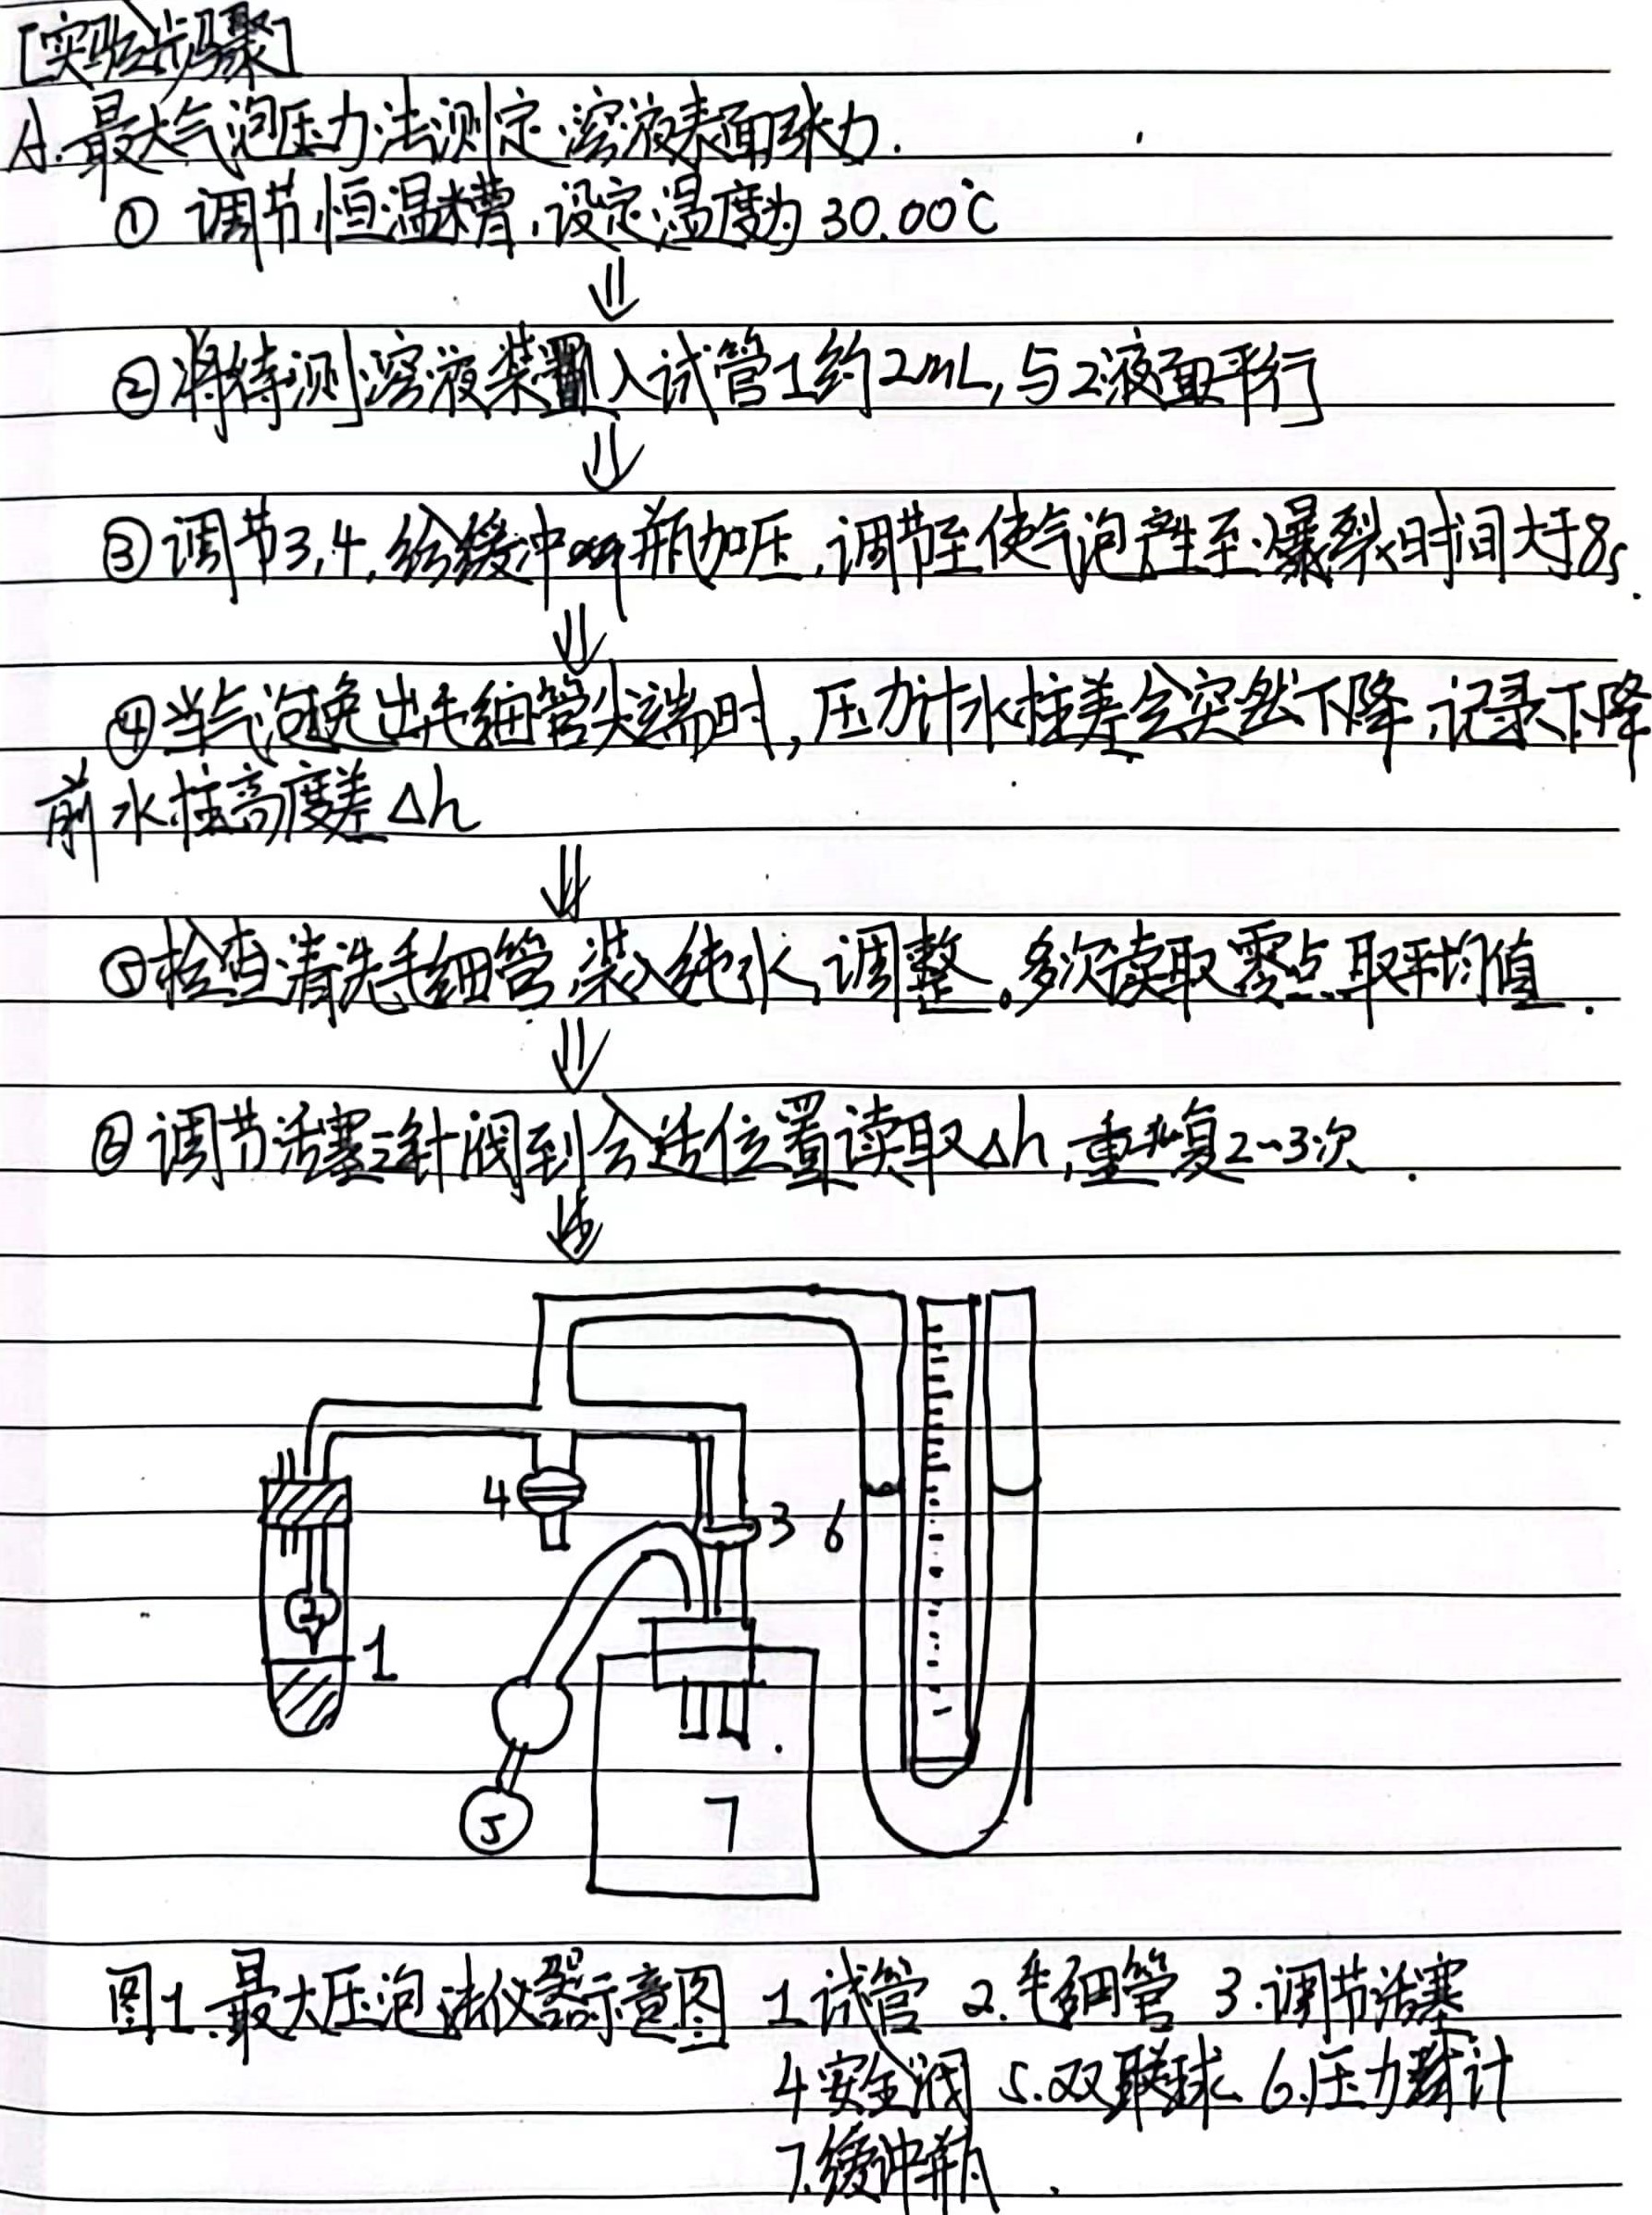 [实验步骤]
A.最大气泡压力法测定溶液表面张力.
① 调节恒温槽,设定温度为30.00℃
⇓
②将待测溶液装入试管1约2mL,与2液面平行
⇓
③调节3,4,给缓冲瓶加压,调节至使气泡产生至爆裂时间大于8s.
⇓
④当气泡逸出毛细管尖端时,压力计水柱差会突然下降,记录下降
前水柱高度差△h
⇓
⑤检查清洗毛细管,装入纯水,调整。多次读取零点取平均值.
⇓
⑥调节活塞针阀到合适位置读取△h,重复2~3次.
⇓
4
3
6
2
1
5
7
图1.最大压泡法仪器示意图 1.试管 2.毛细管 3.调节活塞
4安全阀 5.双联球 6.压力计
7.缓冲瓶.